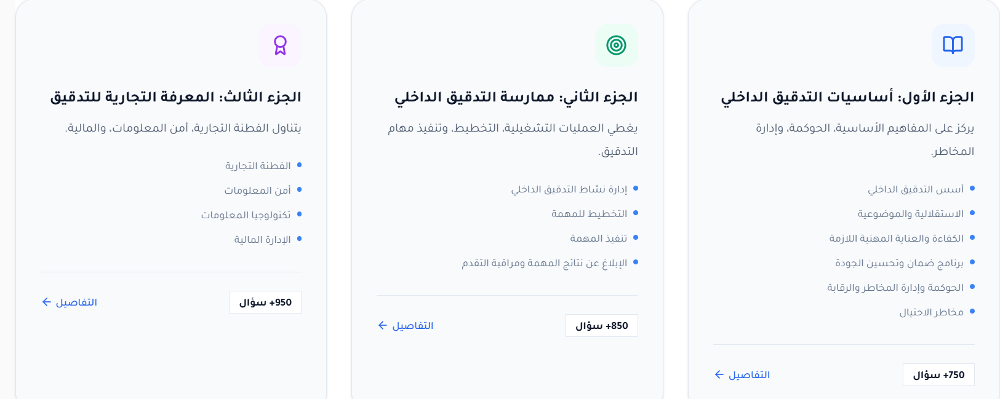 الجزء الأول: أساسيات التدقيق الداخلي
يركز على المفاهيم الأساسية، الحوكمة، وإدارة
المخاطر.
أسس التدقيق الداخلي
الاستقلالية والموضوعية
الكفاءة والعناية المهنية اللازمة
برنامج ضمان وتحسين الجودة
الحوكمة وإدارة المخاطر والرقابة
مخاطر الاحتيال
750+ سؤال
التفاصيل ←
الجزء الثاني: ممارسة التدقيق الداخلي
يغطي العمليات التشغيلية، التخطيط، وتنفيذ مهام
التدقيق.
إدارة نشاط التدقيق الداخلي
التخطيط للمهمة
تنفيذ المهمة
الإبلاغ عن نتائج المهمة ومراقبة التقدم
850+ سؤال
التفاصيل ←
الجزء الثالث: المعرفة التجارية للتدقيق
يتناول الفطنة التجارية، أمن المعلومات، والمالية.
الفطنة التجارية
أمن المعلومات
تكنولوجيا المعلومات
الإدارة المالية
950+ سؤال
التفاصيل ←